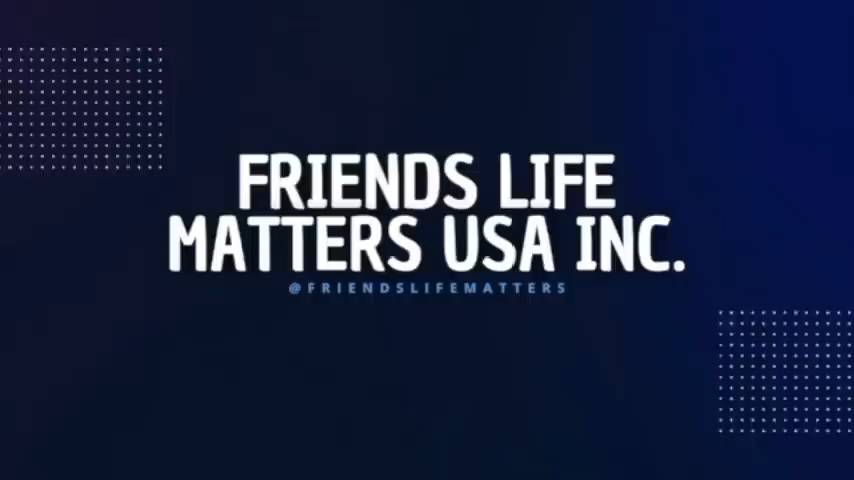 FRIENDS LIFE
MATTERS USA INC.
@FRIENDSLIFEMATTERS